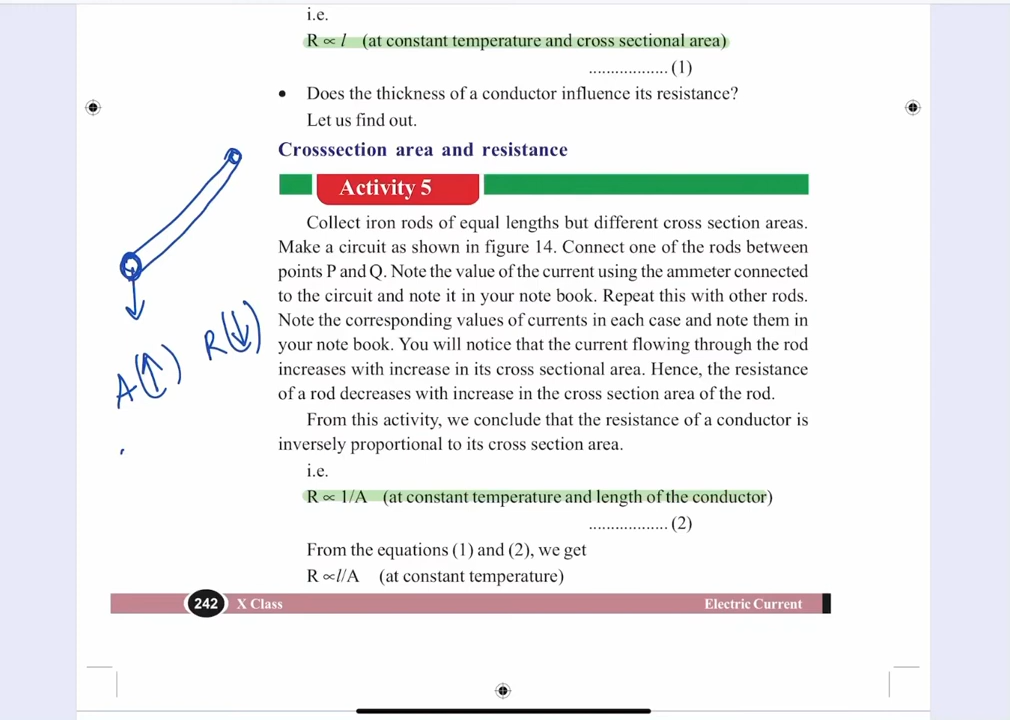 i.e.
R ∝ l (at constant temperature and cross sectional area)
.................. (1)
• Does the thickness of a conductor influence its resistance?
Let us find out.
Crosssection area and resistance
Activity 5
Collect iron rods of equal lengths but different cross section areas.
Make a circuit as shown in figure 14. Connect one of the rods between
points P and Q. Note the value of the current using the ammeter connected
to the circuit and note it in your note book. Repeat this with other rods.
Note the corresponding values of currents in each case and note them in
your note book. You will notice that the current flowing through the rod
increases with increase in its cross sectional area. Hence, the resistance
of a rod decreases with increase in the cross section area of the rod.
A(↑) R(↓)
From this activity, we conclude that the resistance of a conductor is
inversely proportional to its cross section area.
i.e.
R ∝ 1/A (at constant temperature and length of the conductor)
.................. (2)
From the equations (1) and (2), we get
R ∝l/A (at constant temperature)
242 X Class Electric Current